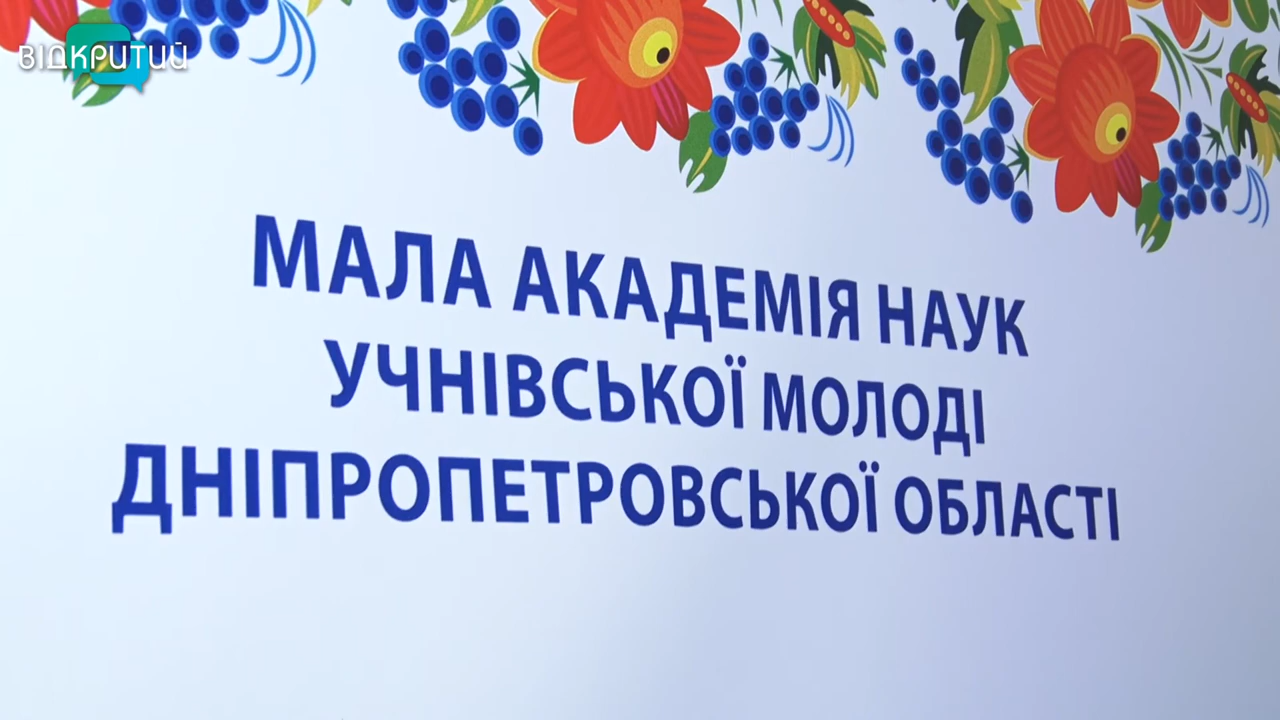 ВІДКРИТИЙ
МАЛА АКАДЕМІЯ НАУК
УЧНІВСЬКОЇ МОЛОДІ
ДНІПРОПЕТРОВСЬКОЇ ОБЛАСТІ